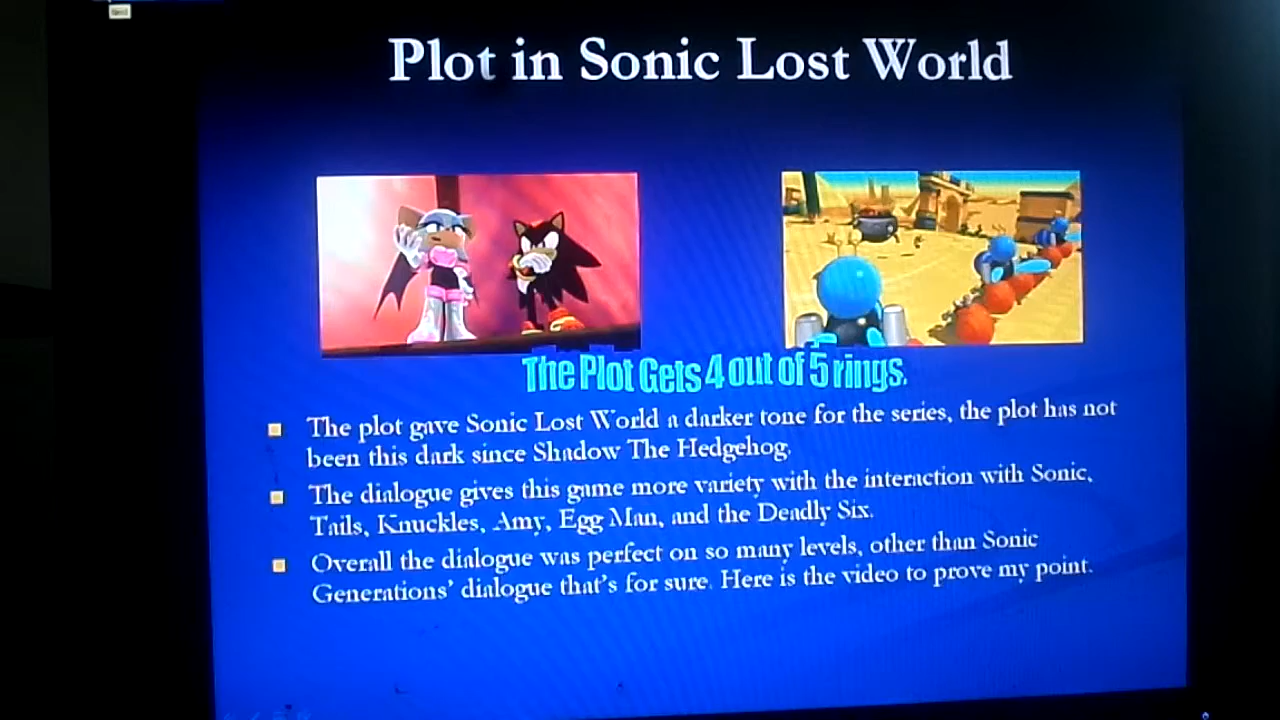 Plot in Sonic Lost World
The Plot Gets 4 out of 5 rings.
The plot gave Sonic Lost World a darker tone for the series, the plot has not
been this dark since Shadow The Hedgehog.
The dialogue gives this game more variety with the interaction with Sonic,
Tails, Knuckles, Amy, Egg Man, and the Deadly Six.
Overall the dialogue was perfect on so many levels, other than Sonic
Generations' dialogue that's for sure. Here is the video to prove my point.